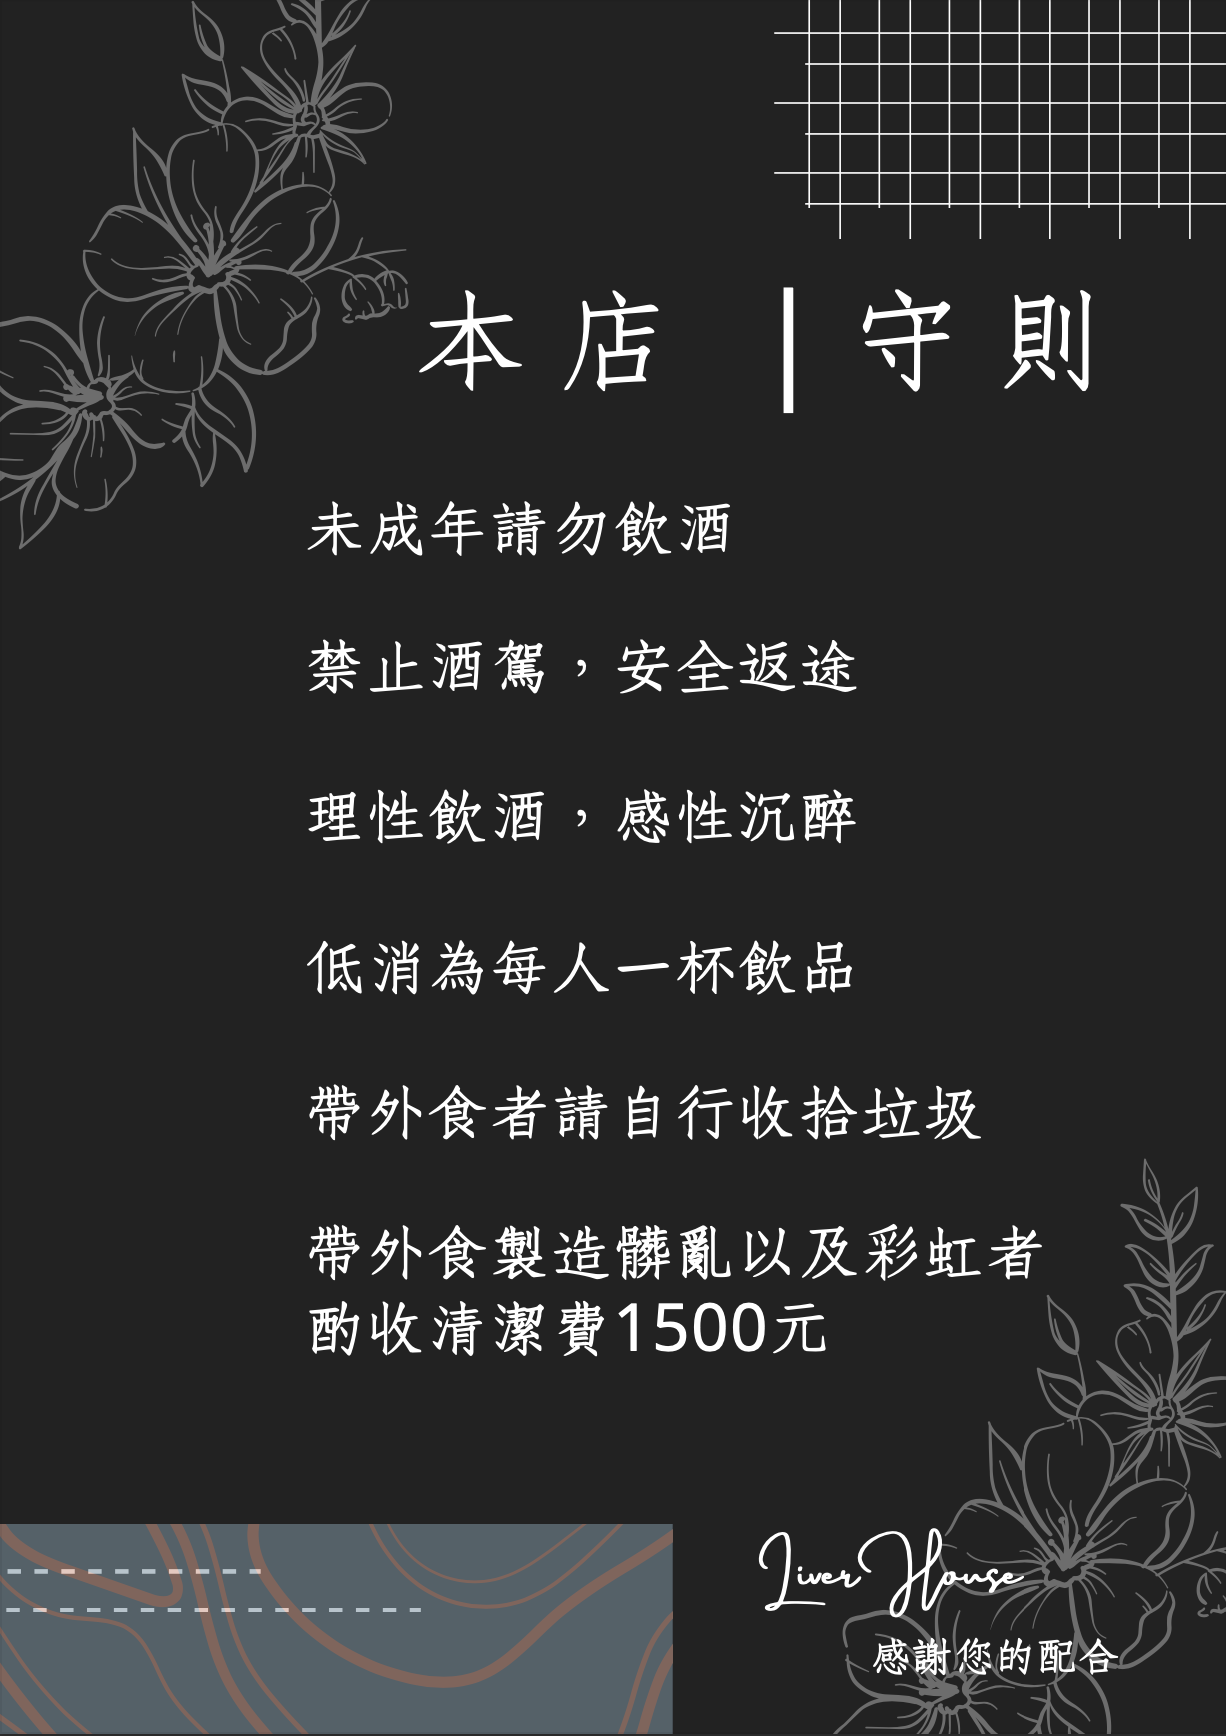 本店 | 守則
未成年請勿飲酒
禁止酒駕，安全返途
理性飲酒，感性沉醉
低消為每人一杯飲品
帶外食者請自行收拾垃圾
帶外食製造髒亂以及彩虹者
酌收清潔費1500元
Liver House
感謝您的配合